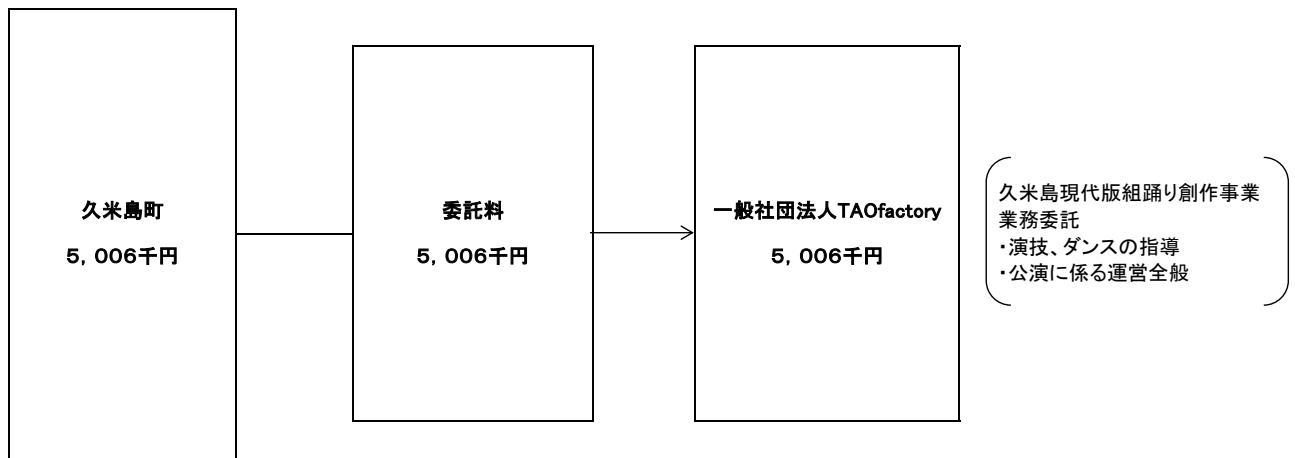 久米島町
5, 006千円
委託料
5, 006千円
一般社団法人TAOfactory
5, 006千円
久米島現代版組踊り創作事業
業務委託
・演技、ダンスの指導
・公演に係る運営全般